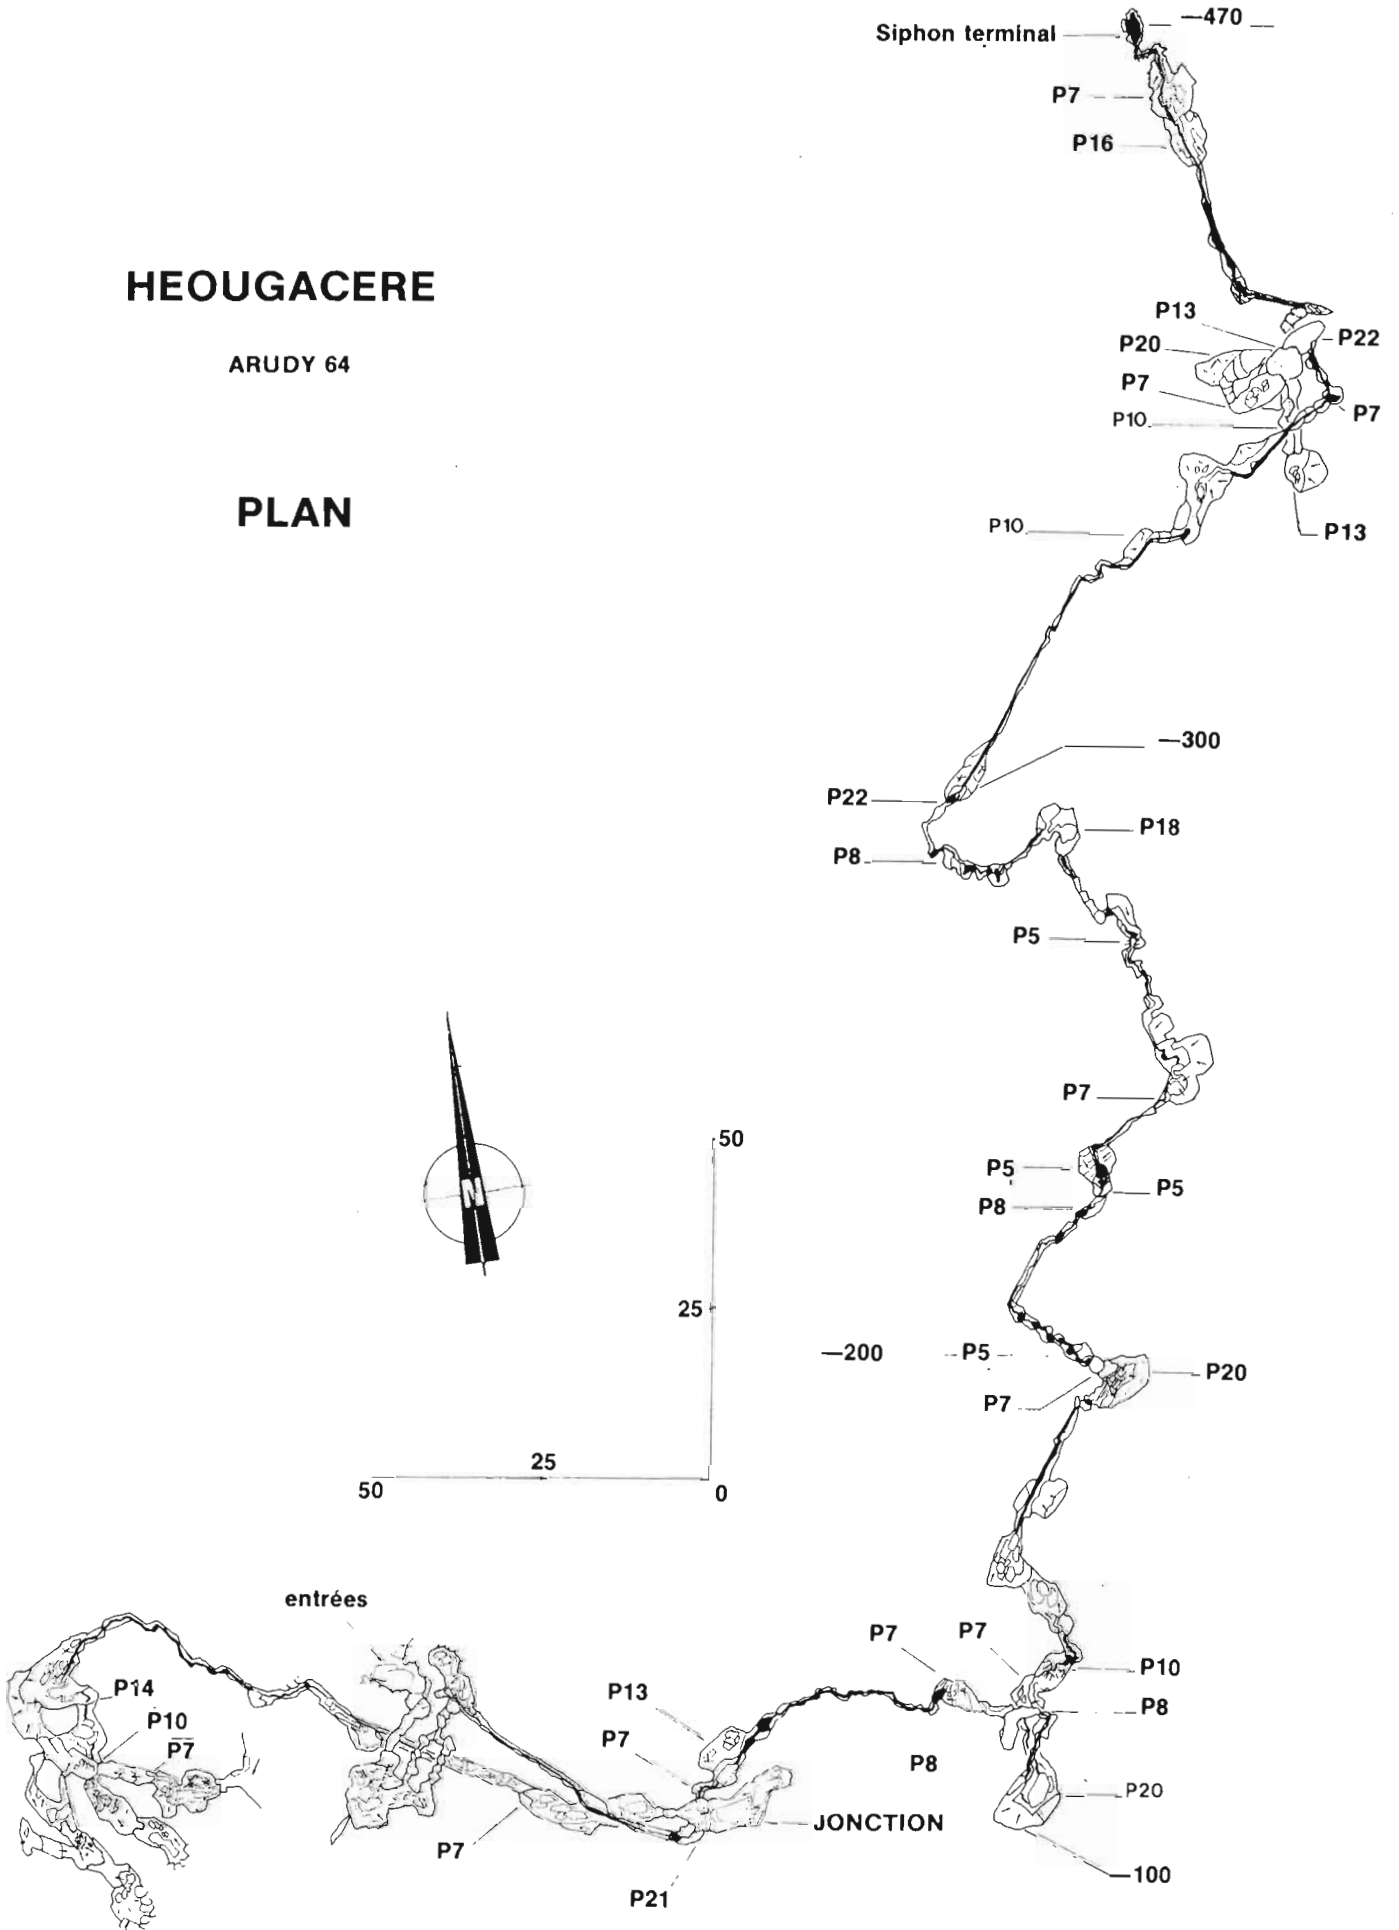 Siphon terminal
—470
P7
P16
HEOUGACERE
ARUDY 64
PLAN
P13
P22
P20
P7
P7
P10
P10
P13
—300
P22
P18
P8
P5
P7
50
P5
P5
P8
N
25
—200
P5
P20
P7
25
50
0
entrées
P7
P7
P10
P14
P13
P8
P10
P7
P7
P8
P20
JONCTION
P7
—100
P21